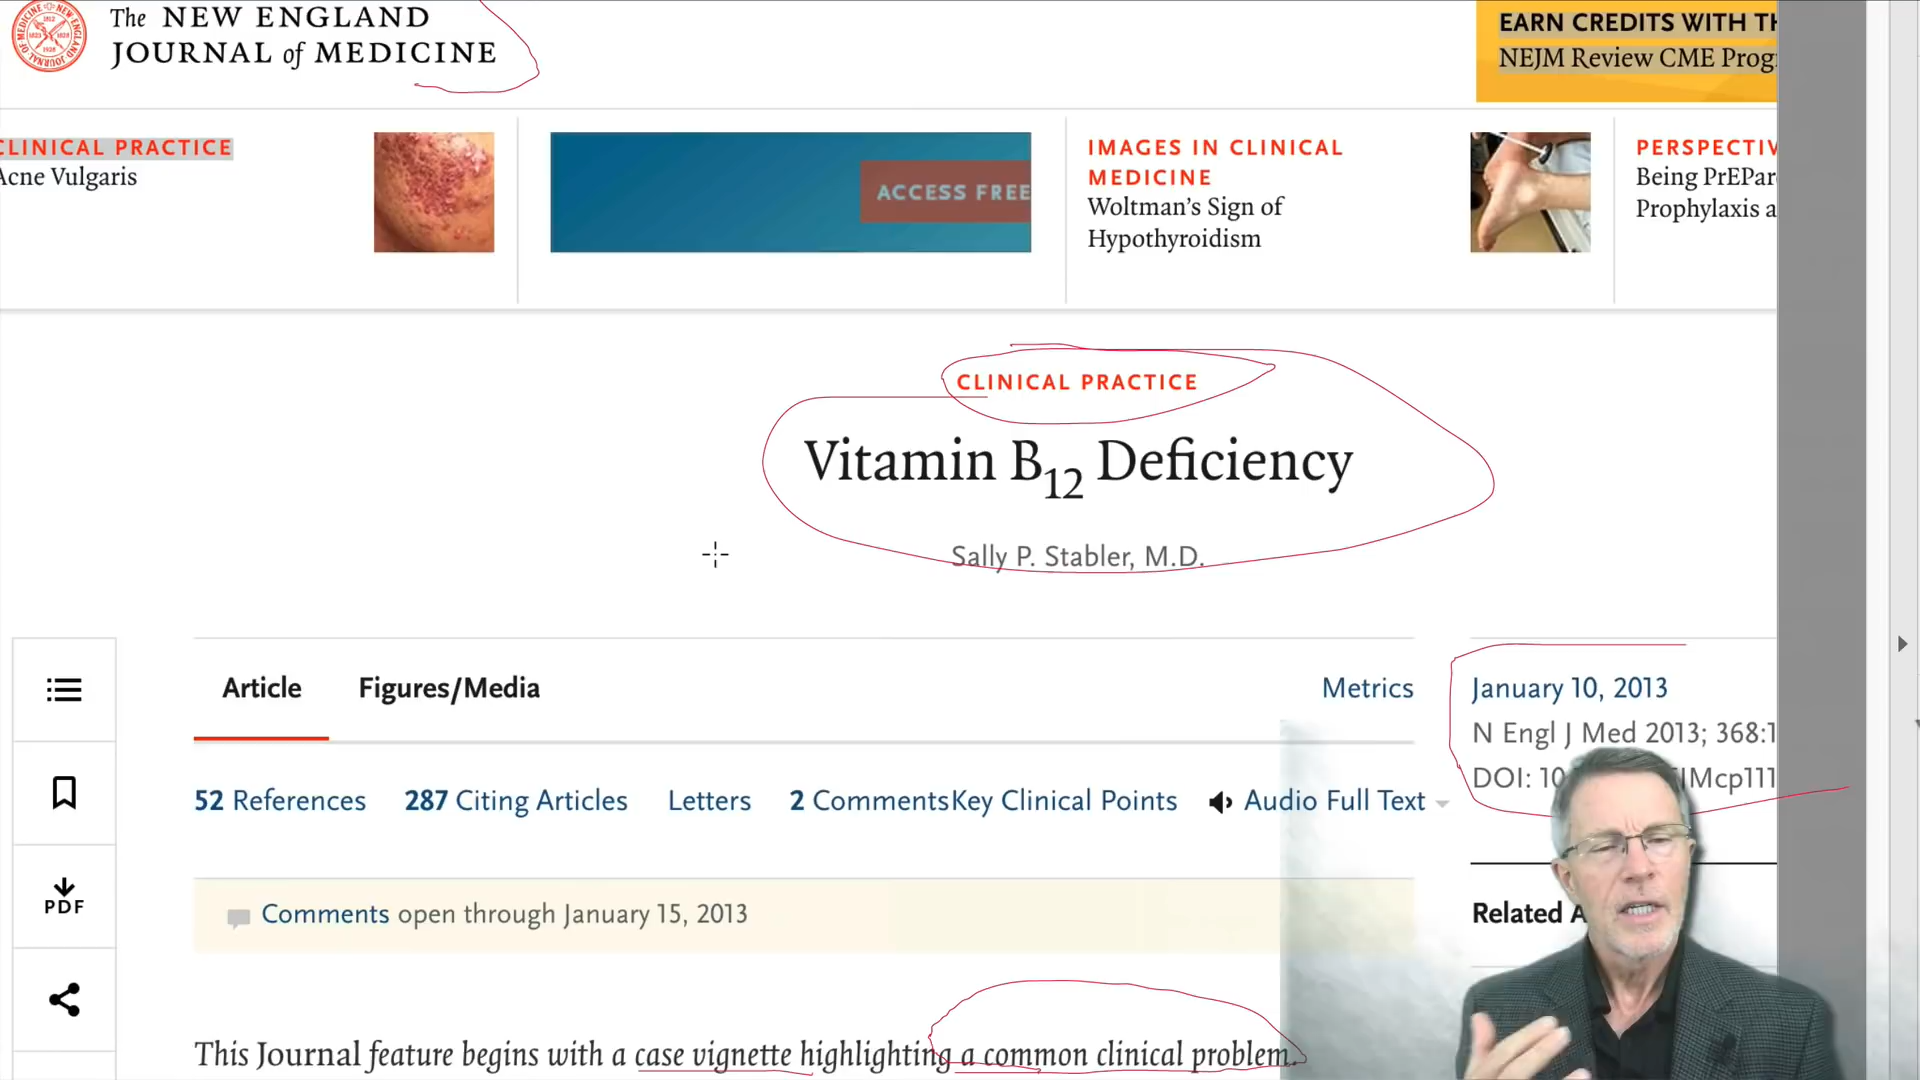 The NEW ENGLAND
JOURNAL of MEDICINE
EARN CREDITS WITH TH
NEJM Review CME Prog
CLINICAL PRACTICE
Acne Vulgaris
ACCESS FREE
IMAGES IN CLINICAL
MEDICINE
Woltman's Sign of
Hypothyroidism
PERSPECTIV
Being PrEPar
Prophylaxis a
CLINICAL PRACTICE
Vitamin B12 Deficiency
Sally P. Stabler, M.D.
Article Figures/Media Metrics
January 10, 2013
N Engl J Med 2013; 368:1
DOI: 10 JMcp111
52 References 287 Citing Articles Letters 2 CommentsKey Clinical Points Audio Full Text
PDF
Comments open through January 15, 2013
Related A
This Journal feature begins with a case vignette highlighting a common clinical problem.